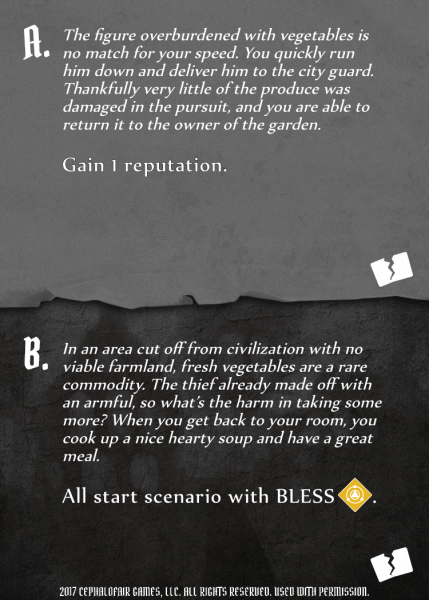 A.
The figure overburdened with vegetables is
no match for your speed. You quickly run
him down and deliver him to the city guard.
Thankfully very little of the produce was
damaged in the pursuit, and you are able to
return it to the owner of the garden.
Gain 1 reputation.
B.
In an area cut off from civilization with no
viable farmland, fresh vegetables are a rare
commodity. The thief already made off with
an armful, so what's the harm in taking some
more? When you get back to your room, you
cook up a nice hearty soup and have a great
meal.
All start scenario with BLESS.
2017 CEPHALOFAIR GAMES, LLC. ALL RIGHTS RESERVED. USED WITH PERMISSION.